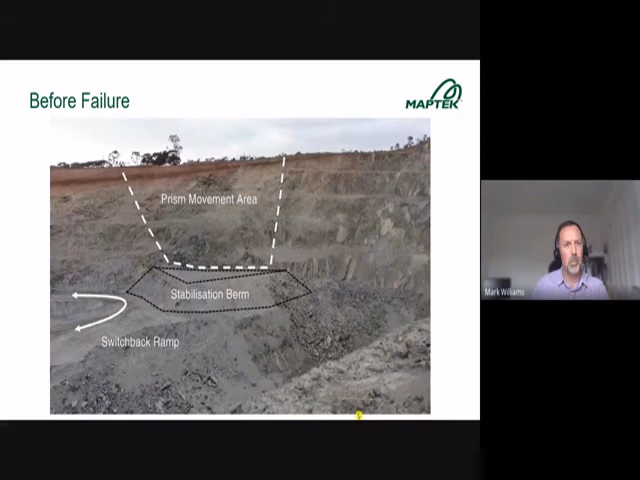 Before Failure
MAPTEK
Prism Movement Area
Stabilisation Berm
Switchback Ramp
Mark Williams